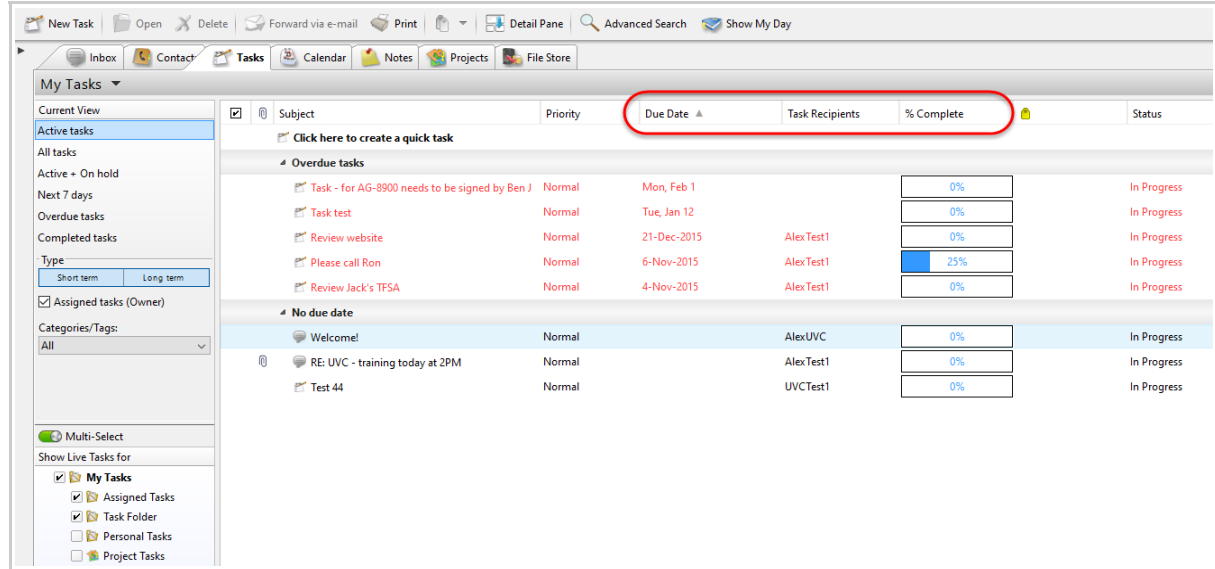 New Task Open Delete Forward via e-mail Print Detail Pane Advanced Search Show My Day
Inbox Contact Tasks Calendar Notes Projects File Store
My Tasks
Current View
Active tasks
All tasks
Active + On hold
Next 7 days
Overdue tasks
Completed tasks
Type
Short term Long term
Assigned tasks (Owner)
Categories/Tags:
All
Multi-Select
Show Live Tasks for
My Tasks
Assigned Tasks
Task Folder
Personal Tasks
Project Tasks
Subject Priority Due Date Task Recipients % Complete Status
Click here to create a quick task
Overdue tasks
Task - for AG-8900 needs to be signed by Ben J Normal Mon, Feb 1 0% In Progress
Task test Normal Tue, Jan 12 0% In Progress
Review website Normal 21-Dec-2015 AlexTest1 0% In Progress
Please call Ron Normal 6-Nov-2015 AlexTest1 25% In Progress
Review Jack's TFSA Normal 4-Nov-2015 AlexTest1 0% In Progress
No due date
Welcome! Normal AlexUVC 0% In Progress
RE: UVC - training today at 2PM Normal AlexTest1 0% In Progress
Test 44 Normal UVCTest1 0% In Progress